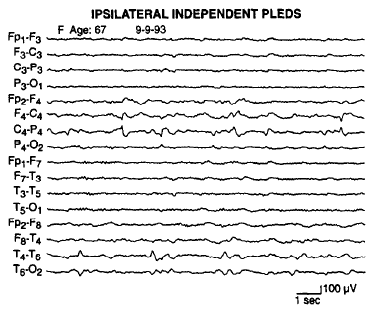 IPSILATERAL INDEPENDENT PLEDS
F Age: 67 9-9-93
Fp1-F3
F3-C3
C3-P3
P3-O1
Fp2-F4
F4-C4
C4-P4
P4-O2
Fp1-F7
F7-T3
T3-T5
T5-O1
Fp2-F8
F8-T4
T4-T6
T6-O2
100 µV
1 sec